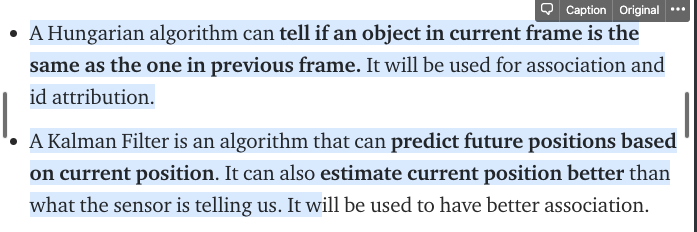 Caption Original
A Hungarian algorithm can tell if an object in current frame is the
same as the one in previous frame. It will be used for association and
id attribution.
A Kalman Filter is an algorithm that can predict future positions based
on current position. It can also estimate current position better than
what the sensor is telling us. It will be used to have better association.